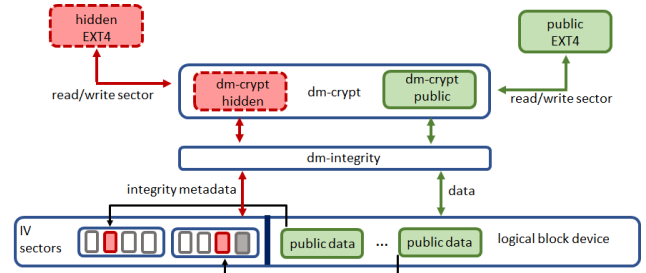 hidden
EXT4
public
EXT4
read/write sector
dm-crypt
hidden
dm-crypt
dm-crypt
public
read/write sector
dm-integrity
integrity metadata
data
IV
sectors
public data
...
public data
logical block device